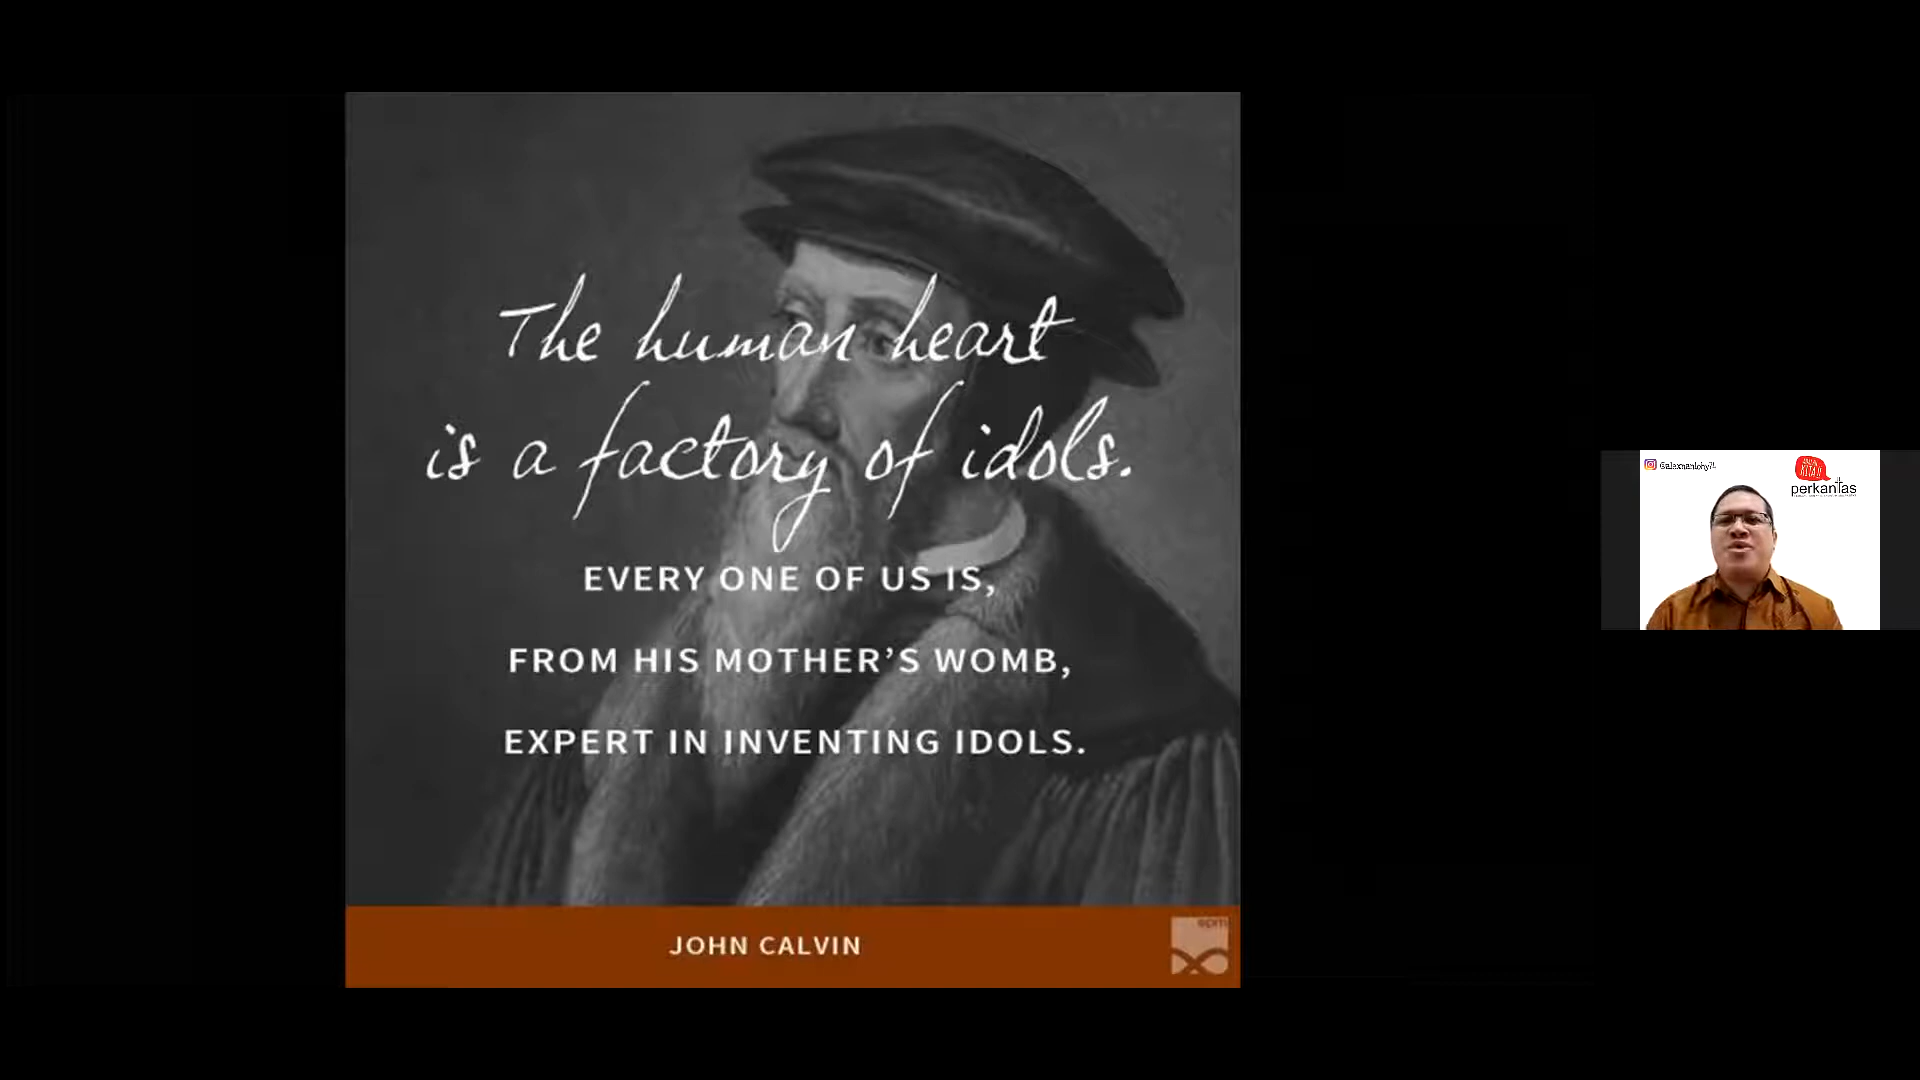 The human heart
is a factory of idols.
EVERY ONE OF US IS,
FROM HIS MOTHER'S WOMB,
EXPERT IN INVENTING IDOLS.
JOHN CALVIN
epm
perkantas